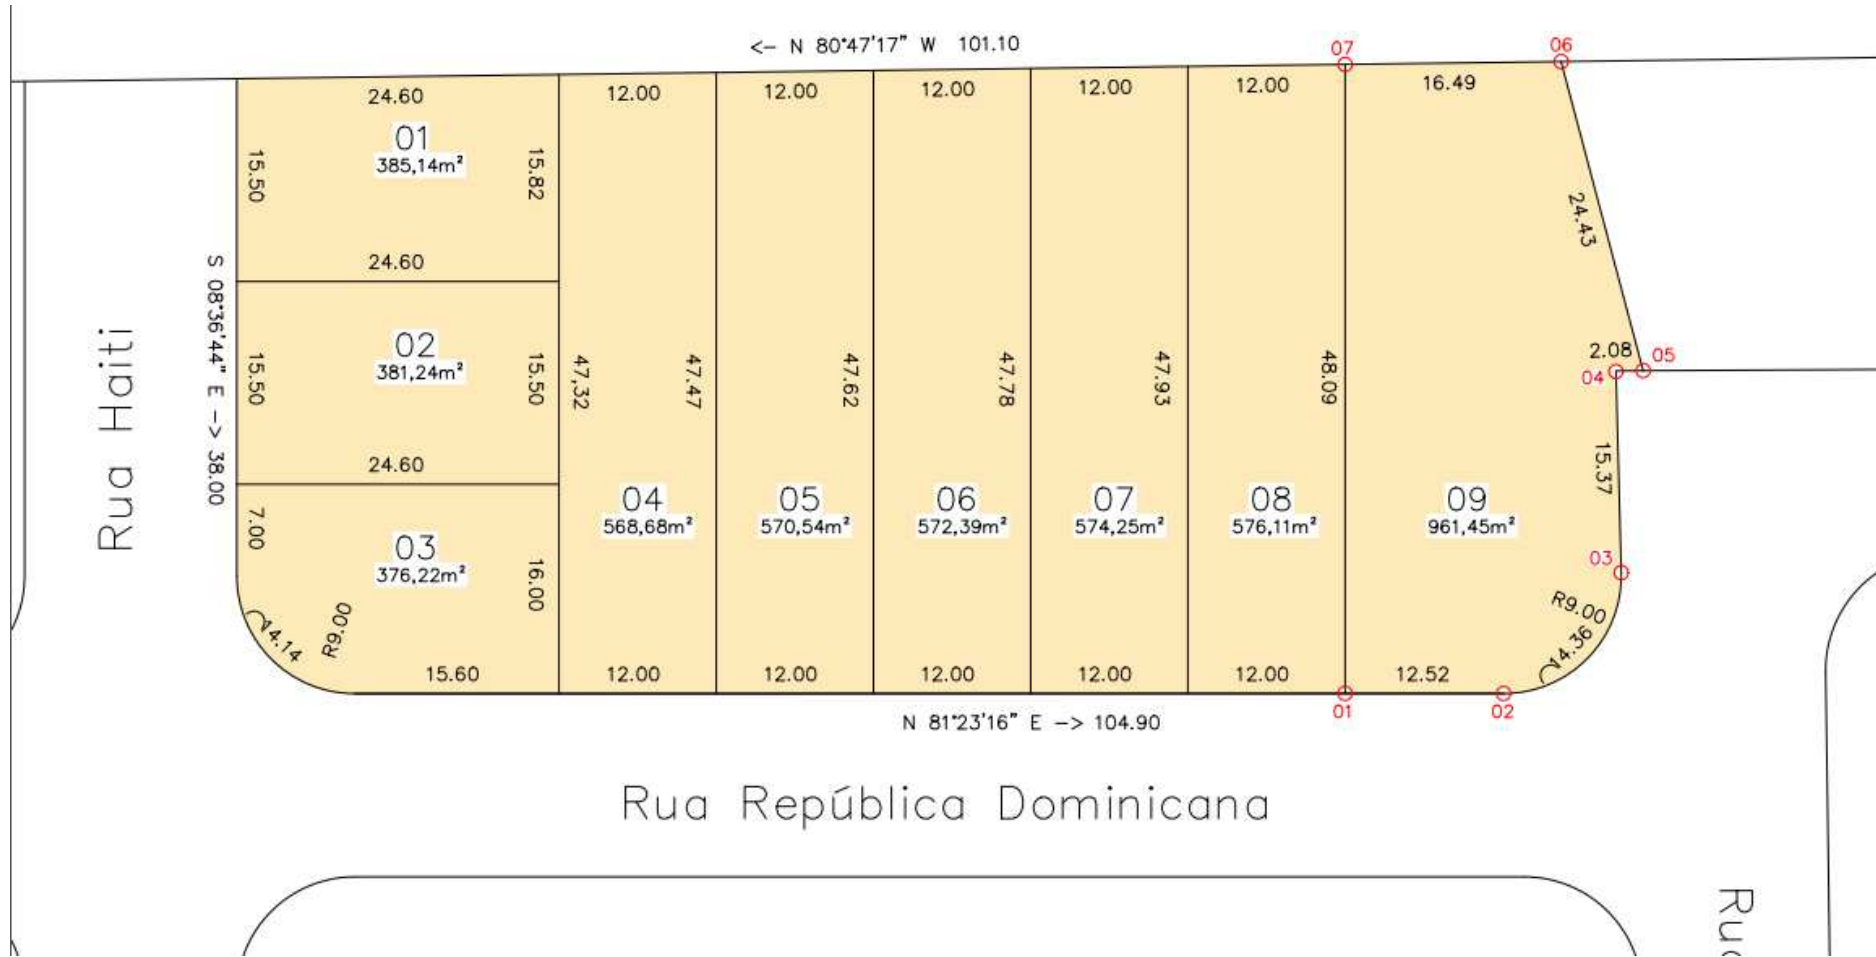 <- N 80°47'17" W 101.10
07
06
24.60
12.00
12.00
12.00
12.00
12.00
16.49
01
385,14m²
15.50
15.82
24.60
24.43
S 08°36'44" E -> 38.00
Rua Haiti
02
381,24m²
15.50
15.50
47,32
47.47
47.62
47.78
47.93
48.09
2.08
05
04
24.60
15.37
7.00
03
376,22m²
16.00
04
568,68m²
05
570,54m²
06
572,39m²
07
574,25m²
08
576,11m²
09
961,45m²
03
R9.00
14.14
R9.00
14.36
15.60
12.00
12.00
12.00
12.00
12.00
12.52
01
02
N 81°23'16" E -> 104.90
Rua República Dominicana
Rua